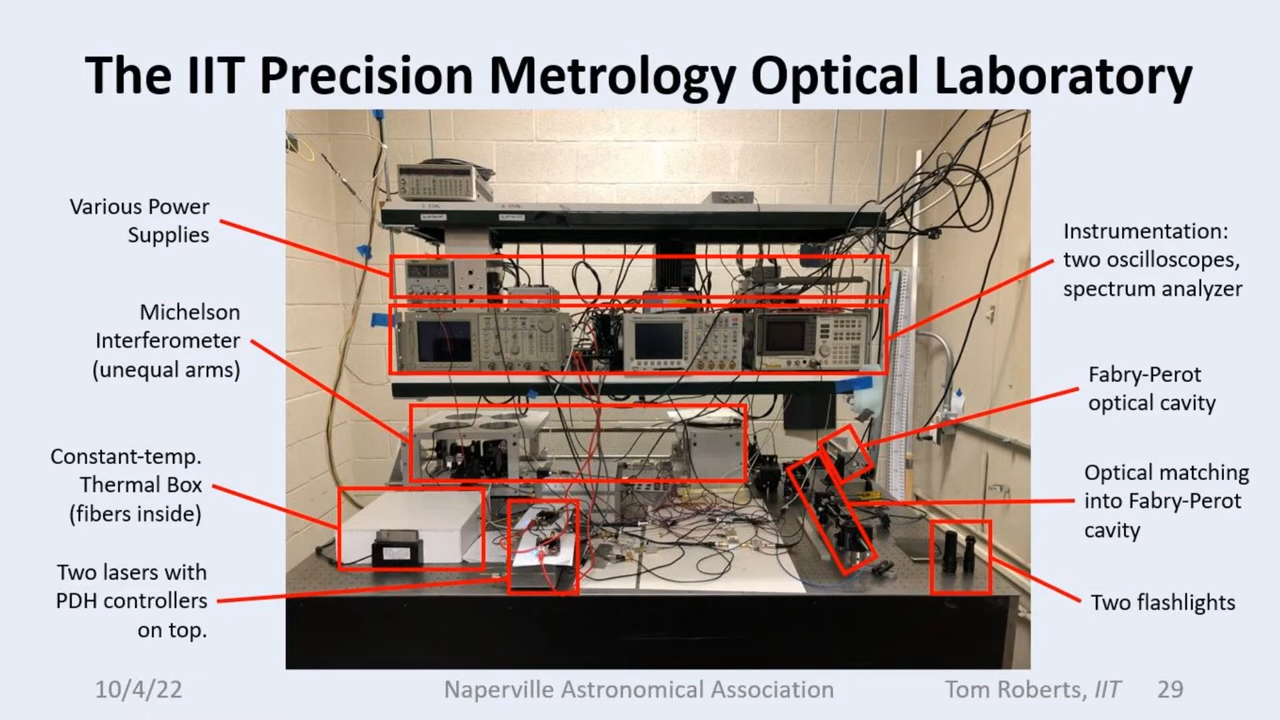 The IIT Precision Metrology Optical Laboratory
Various Power
Supplies
Michelson
Interferometer
(unequal arms)
Constant-temp.
Thermal Box
(fibers inside)
Two lasers with
PDH controllers
on top.
Instrumentation:
two oscilloscopes,
spectrum analyzer
Fabry-Perot
optical cavity
Optical matching
into Fabry-Perot
cavity
Two flashlights
10/4/22
Naperville Astronomical Association
Tom Roberts, IIT
29